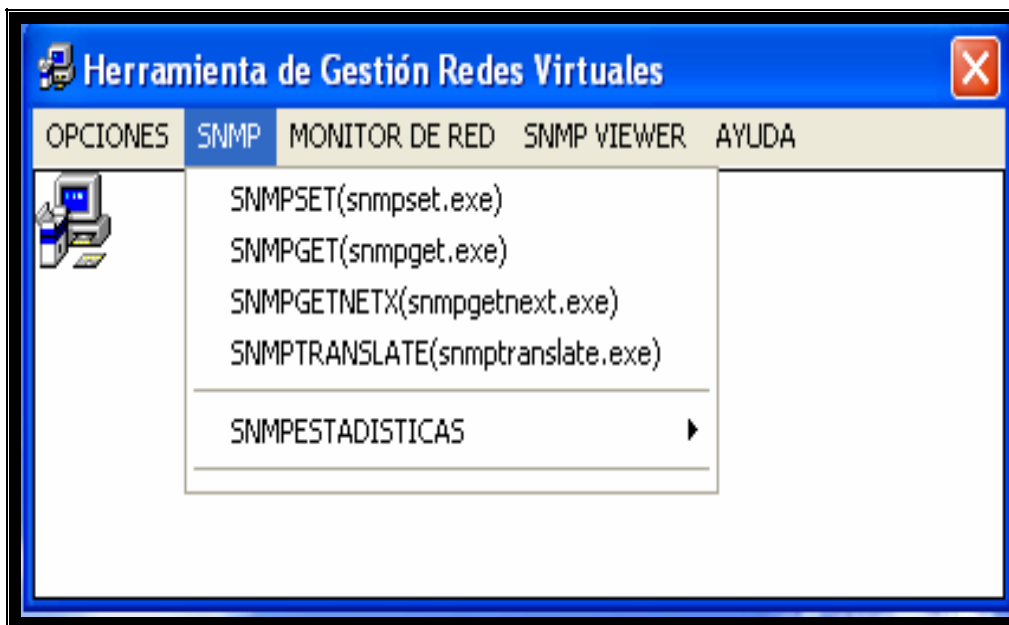 Herramienta de Gestión Redes Virtuales
OPCIONES SNMP MONITOR DE RED SNMP VIEWER AYUDA
SNMPSET(snmpset.exe)
SNMPGET(snmpget.exe)
SNMPGETNETX(snmpgetnext.exe)
SNMPTRANSLATE(snmptranslate.exe)
SNMPESTADISTICAS